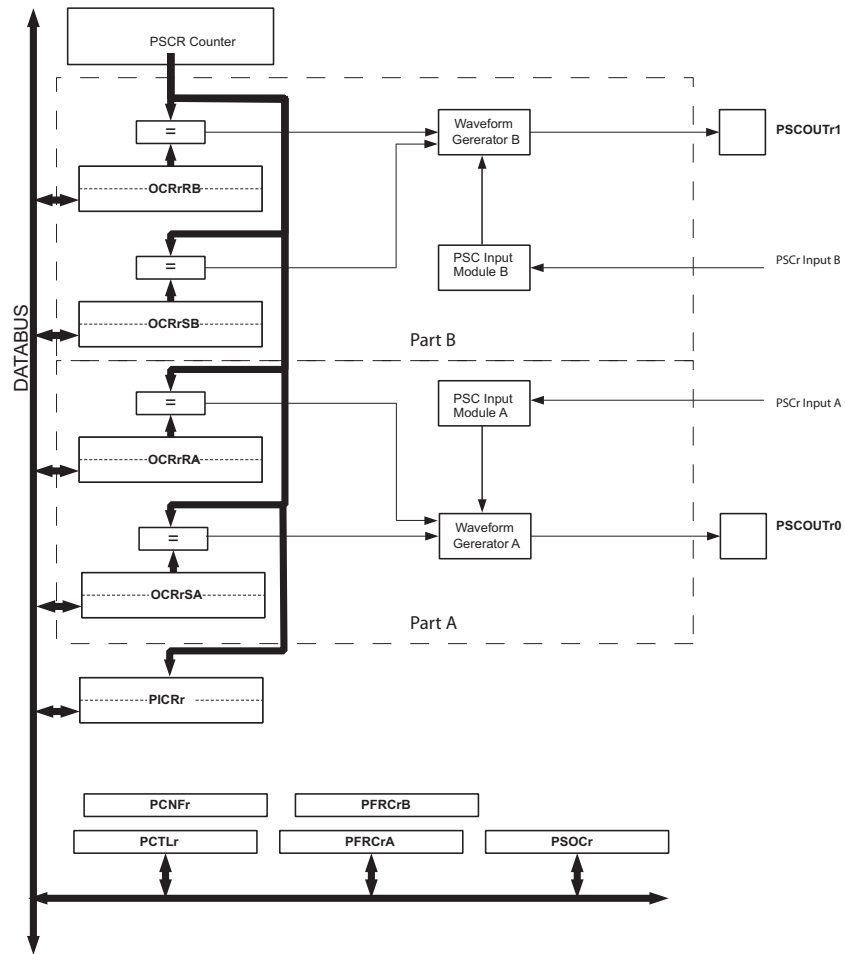 PSCR Counter
=
Waveform
Gererator B
PSCOUTr1
OCRrRB
=
PSC Input
Module B
PSCr Input B
OCRrSB
Part B
DATABUS
=
PSC Input
Module A
PSCr Input A
OCRrRA
=
Waveform
Gererator A
PSCOUTr0
OCRrSA
Part A
PICRr
PCNFr
PFRCrB
PCTLr
PFRCrA
PSOCr